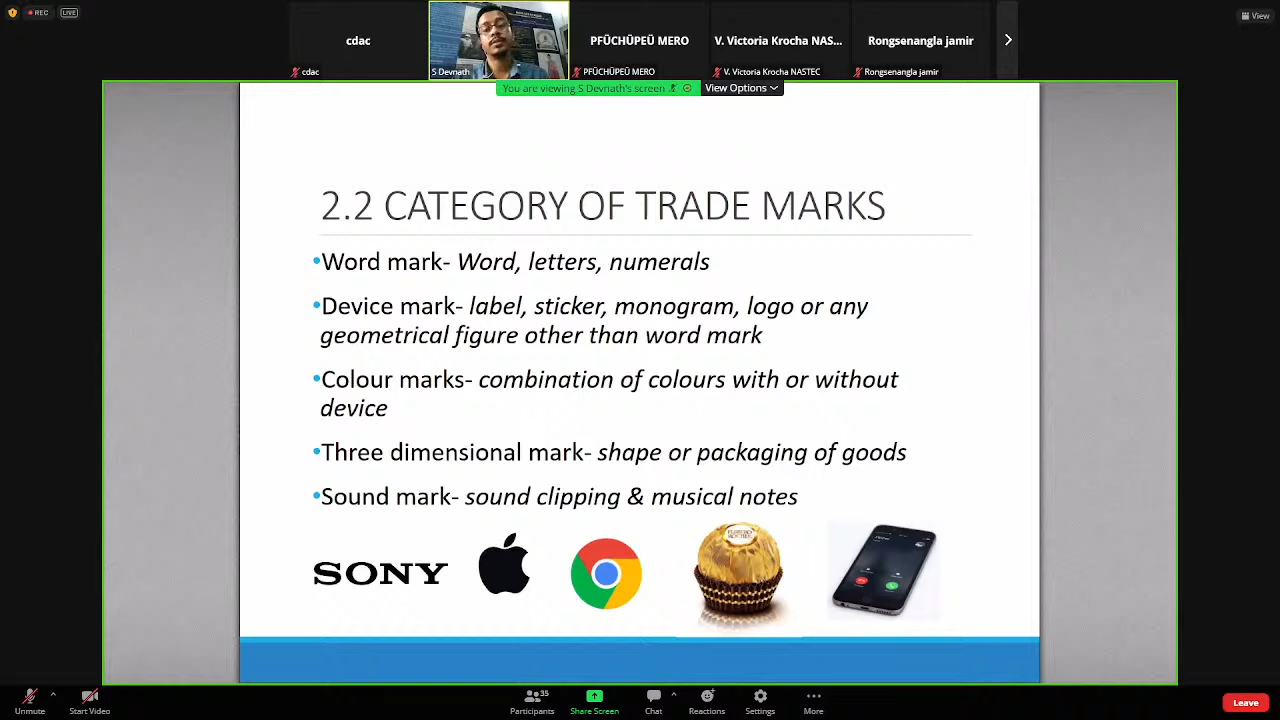 REC
LIVE
View
cdac
PFÜCHÜPEÜ MERO
V. Victoria Krocha NAS...
Rongsenangla jamir
cdac
S Devnath
PFÜCHÜPEÜ MERO
V. Victoria Krocha NASTEC
Rongsenangla jamir
You are viewing S Devnath's screen
View Options
2.2 CATEGORY OF TRADE MARKS
•Word mark- Word, letters, numerals
•Device mark- label, sticker, monogram, logo or any
geometrical figure other than word mark
•Colour marks- combination of colours with or without
device
•Three dimensional mark- shape or packaging of goods
•Sound mark- sound clipping & musical notes
SONY
FERRERO
ROCHER
Unmute
Start Video
35
Participants
Share Screen
Chat
Reactions
Settings
More
Leave